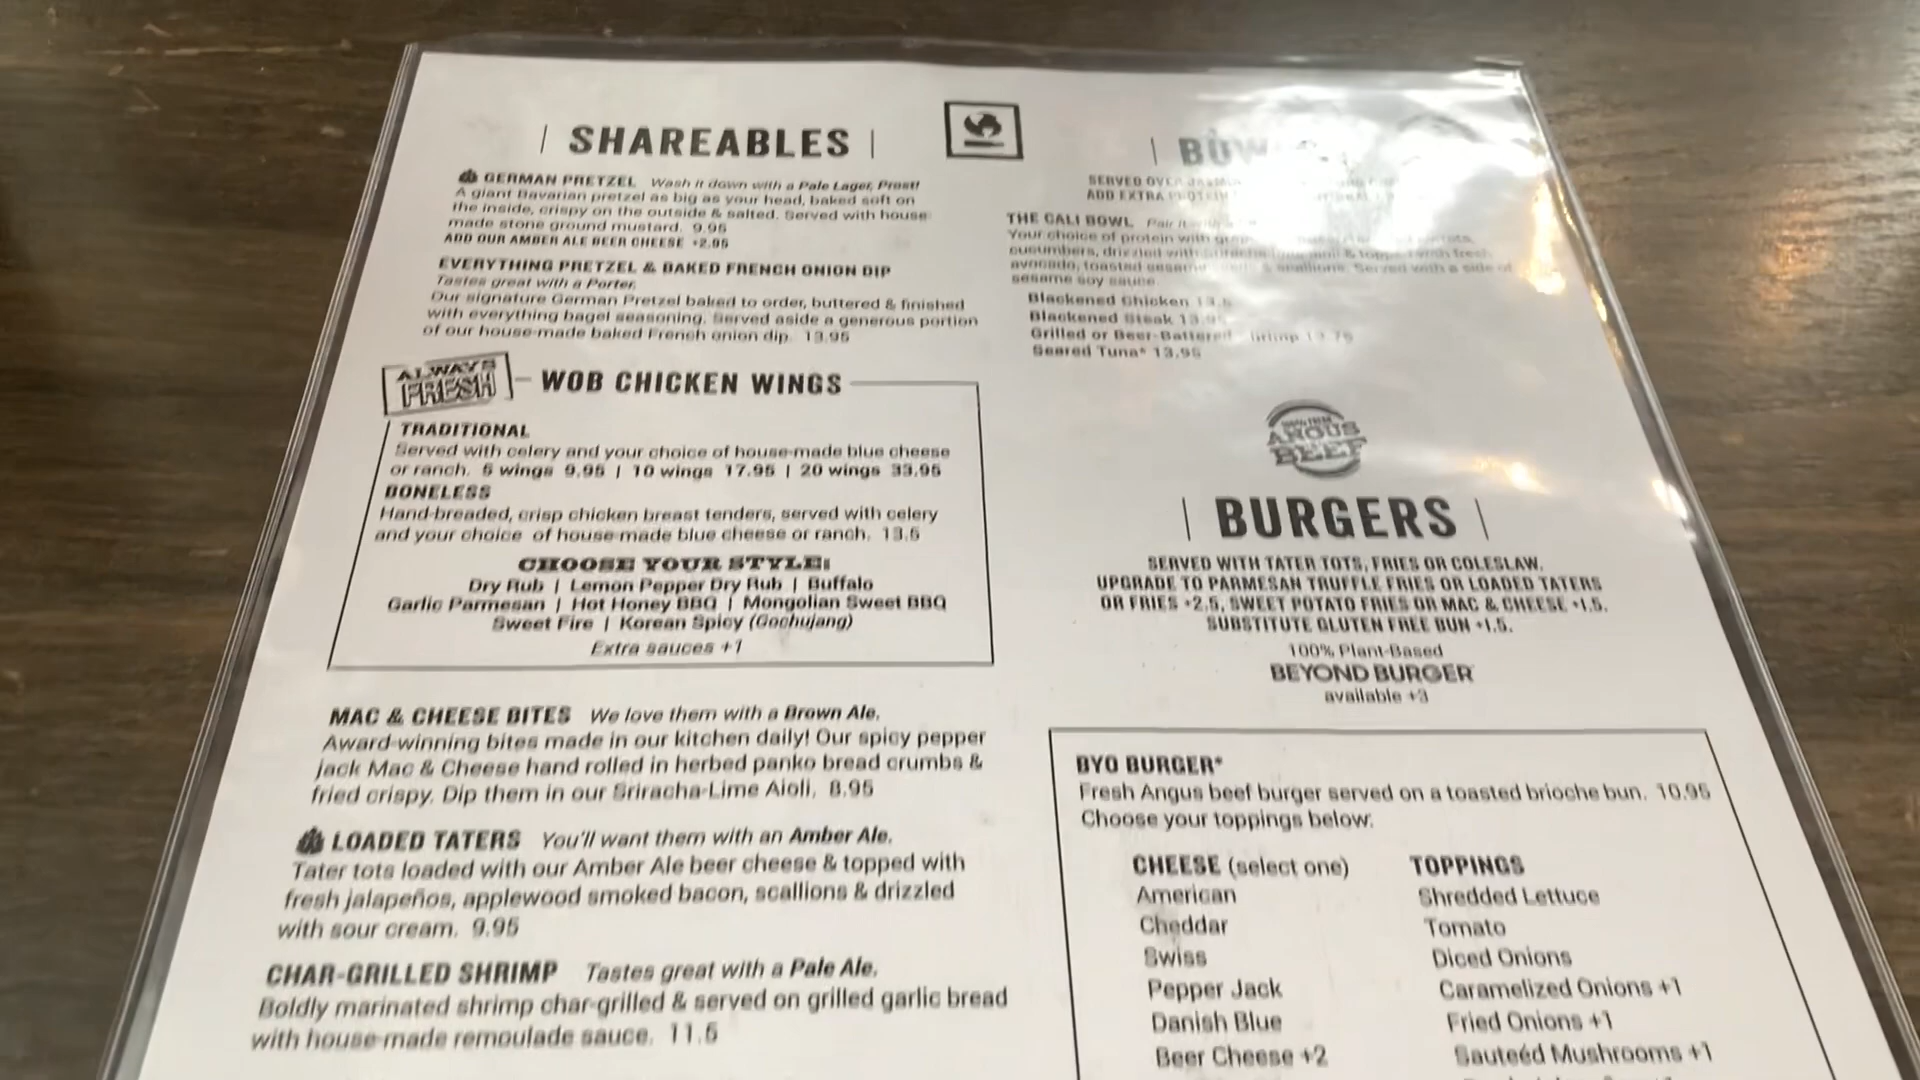 SHAREABLES
GERMAN PRETZEL Wash it down with a Pale Lager, Prost!
A giant Bavarian pretzel as big as your head, baked soft on
the inside, crispy on the outside & salted. Served with house
made stone ground mustard. 9.95
ADD OUR AMBER ALE BEER CHEESE +2.95
EVERYTHING PRETZEL & BAKED FRENCH ONION DIP
Tastes great with a Porter.
Our signature German Pretzel baked to order, buttered & finished
with everything bagel seasoning. Served aside a generous portion
of our house-made baked French onion dip. 13.95
ALWAYS
FRESH
WOB CHICKEN WINGS
TRADITIONAL
Served with celery and your choice of house-made blue cheese
or ranch. 5 wings 9.95 | 10 wings 17.95 | 20 wings 33.95
BONELESS
Hand-breaded, crisp chicken breast tenders, served with celery
and your choice of house-made blue cheese or ranch. 13.5
CHOOSE YOUR STYLE:
Dry Rub | Lemon Pepper Dry Rub | Buffalo
Garlic Parmesan | Hot Honey BBQ | Mongolian Sweet BBQ
Sweet Fire | Korean Spicy (Gochujang)
Extra sauces +1
MAC & CHEESE BITES We love them with a Brown Ale.
Award-winning bites made in our kitchen daily! Our spicy pepper
jack Mac & Cheese hand rolled in herbed panko bread crumbs &
fried crispy. Dip them in our Sriracha-Lime Aioli. 8.95
LOADED TATERS You'll want them with an Amber Ale.
Tater tots loaded with our Amber Ale beer cheese & topped with
fresh jalapeños, applewood smoked bacon, scallions & drizzled
with sour cream. 9.95
CHAR-GRILLED SHRIMP Tastes great with a Pale Ale.
Boldly marinated shrimp char-grilled & served on grilled garlic bread
with house-made remoulade sauce. 11.5
SERVED OVER
ADD EXTRA PROTEIN
THE CALI BOWL Pair it
Your choice of protein with
cucumbers, drizzled with & topped with fresh
avocado, toasted sesame & scallions. Served with a side of
sesame soy sauce.
Blackened Chicken
Blackened Steak
Grilled or Beer-Battered
Seared Tuna* 13.95
ANGUS
BEEF
BURGERS
SERVED WITH TATER TOTS, FRIES OR COLESLAW.
UPGRADE TO PARMESAN TRUFFLE FRIES OR LOADED TATERS
OR FRIES +2.5, SWEET POTATO FRIES OR MAC & CHEESE +1.5.
SUBSTITUTE GLUTEN FREE BUN +1.5.
100% Plant-Based
BEYOND BURGER
available +3
BYO BURGER*
Fresh Angus beef burger served on a toasted brioche bun. 10.95
Choose your toppings below:
CHEESE (select one)
American
Cheddar
Swiss
Pepper Jack
Danish Blue
Beer Cheese +2
TOPPINGS
Shredded Lettuce
Tomato
Diced Onions
Caramelized Onions +1
Fried Onions +1
Sauteéd Mushrooms +1